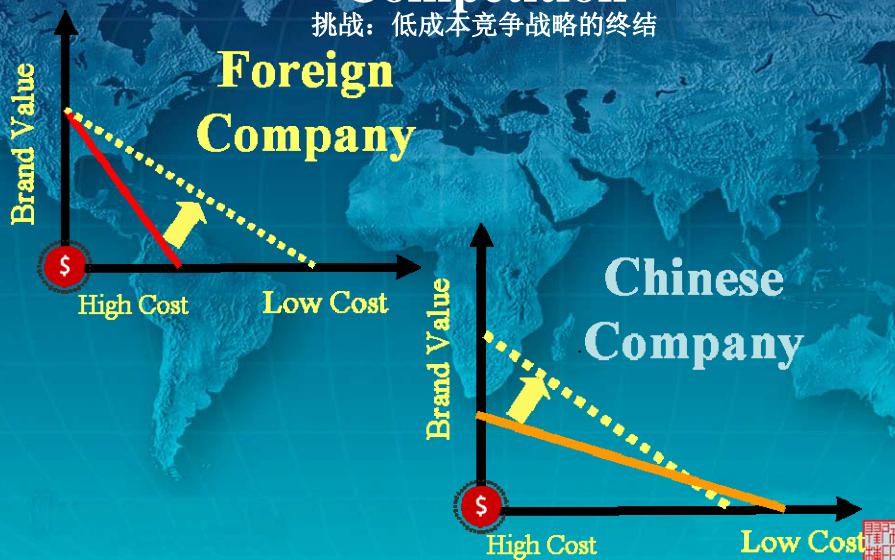 Competition
挑战：低成本竞争战略的终结
Foreign
Company
Brand Value
$
High Cost
Low Cost
Chinese
Company
Brand Value
$
High Cost
Low Cost